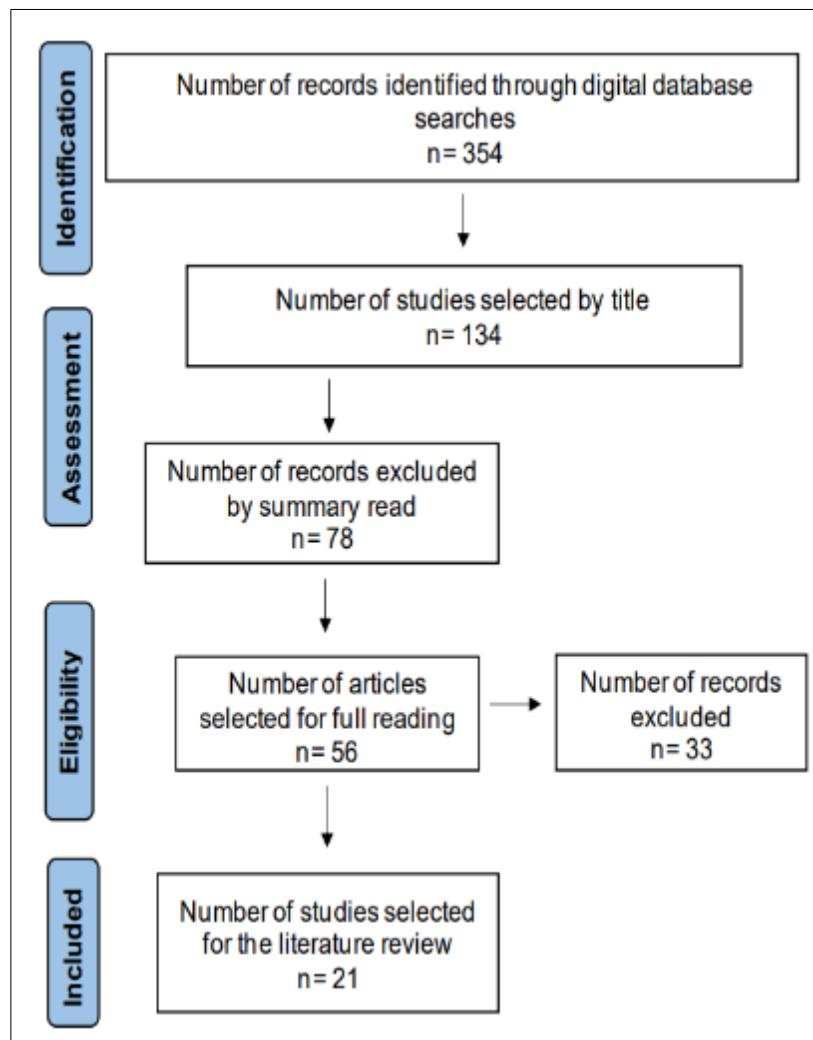 Identification
Number of records identified through digital database
searches
n= 354
Number of studies selected by title
n= 134
Assessment
Number of records excluded
by summary read
n= 78
Eligibility
Number of articles
selected for full reading
n= 56
Number of records
excluded
n= 33
Included
Number of studies selected
for the literature review
n= 21